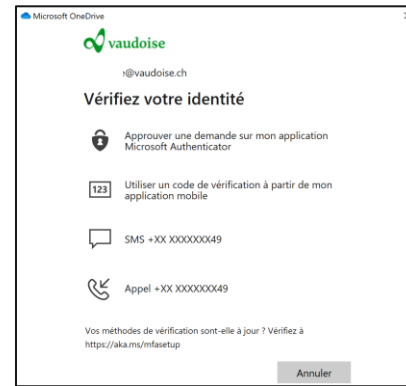 Microsoft OneDrive
vaudoise
@vaudoise.ch
Vérifiez votre identité
Approuver une demande sur mon application
Microsoft Authenticator
123
Utiliser un code de vérification à partir de mon
application mobile
SMS +XX XXXXXXX49
Appel +XX XXXXXXX49
Vos méthodes de vérification sont-elle à jour ? Vérifiez à
https://aka.ms/mfasetup
Annuler